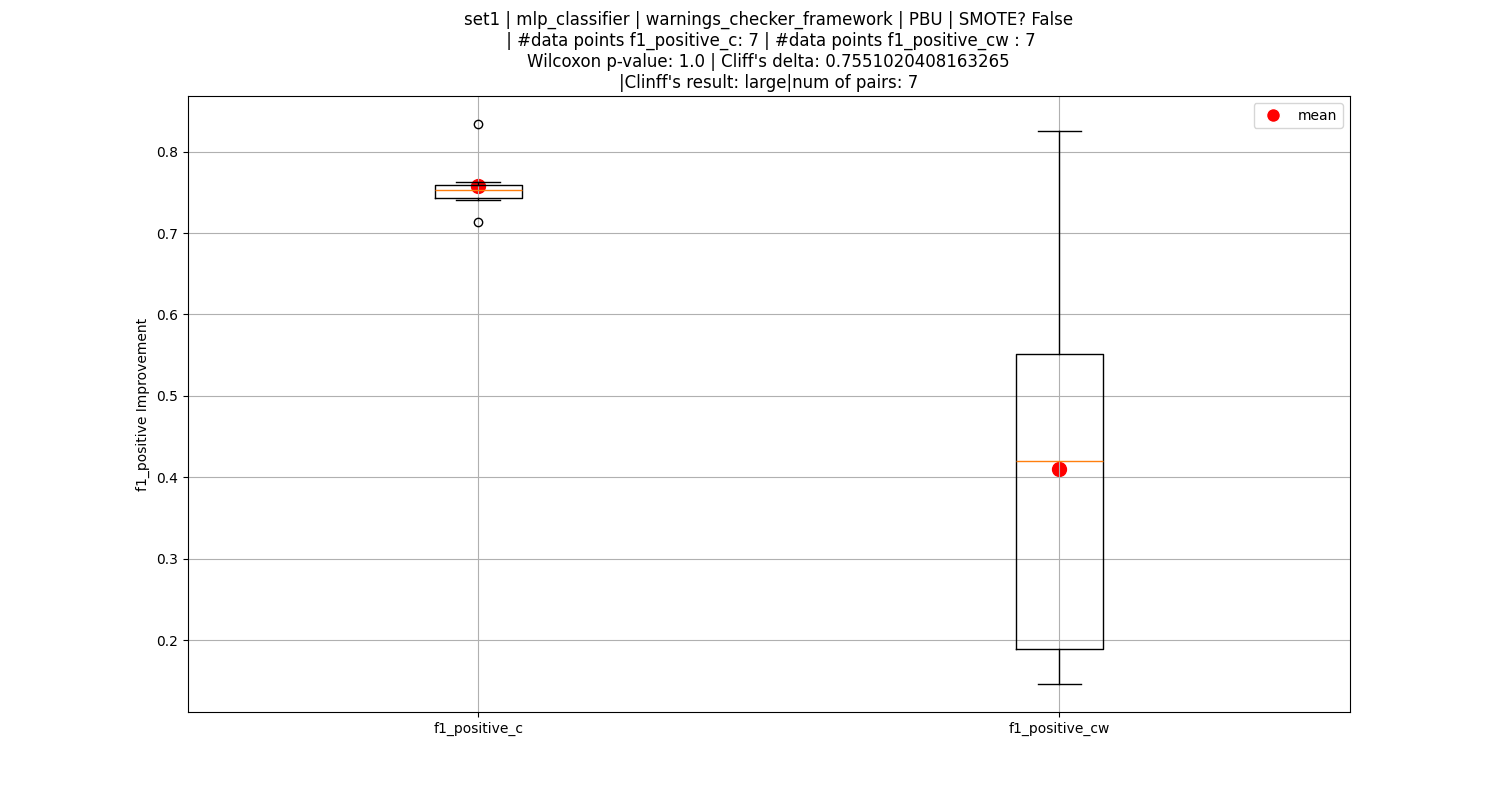 set1 | mlp_classifier | warnings_checker_framework | PBU | SMOTE? False
| #data points f1_positive_c: 7 | #data points f1_positive_cw : 7
Wilcoxon p-value: 1.0 | Cliff's delta: 0.7551020408163265
|Clinff's result: large|num of pairs: 7
mean
0.8
0.7
0.6
0.5
0.4
0.3
0.2
f1_positive Improvement
f1_positive_c
f1_positive_cw